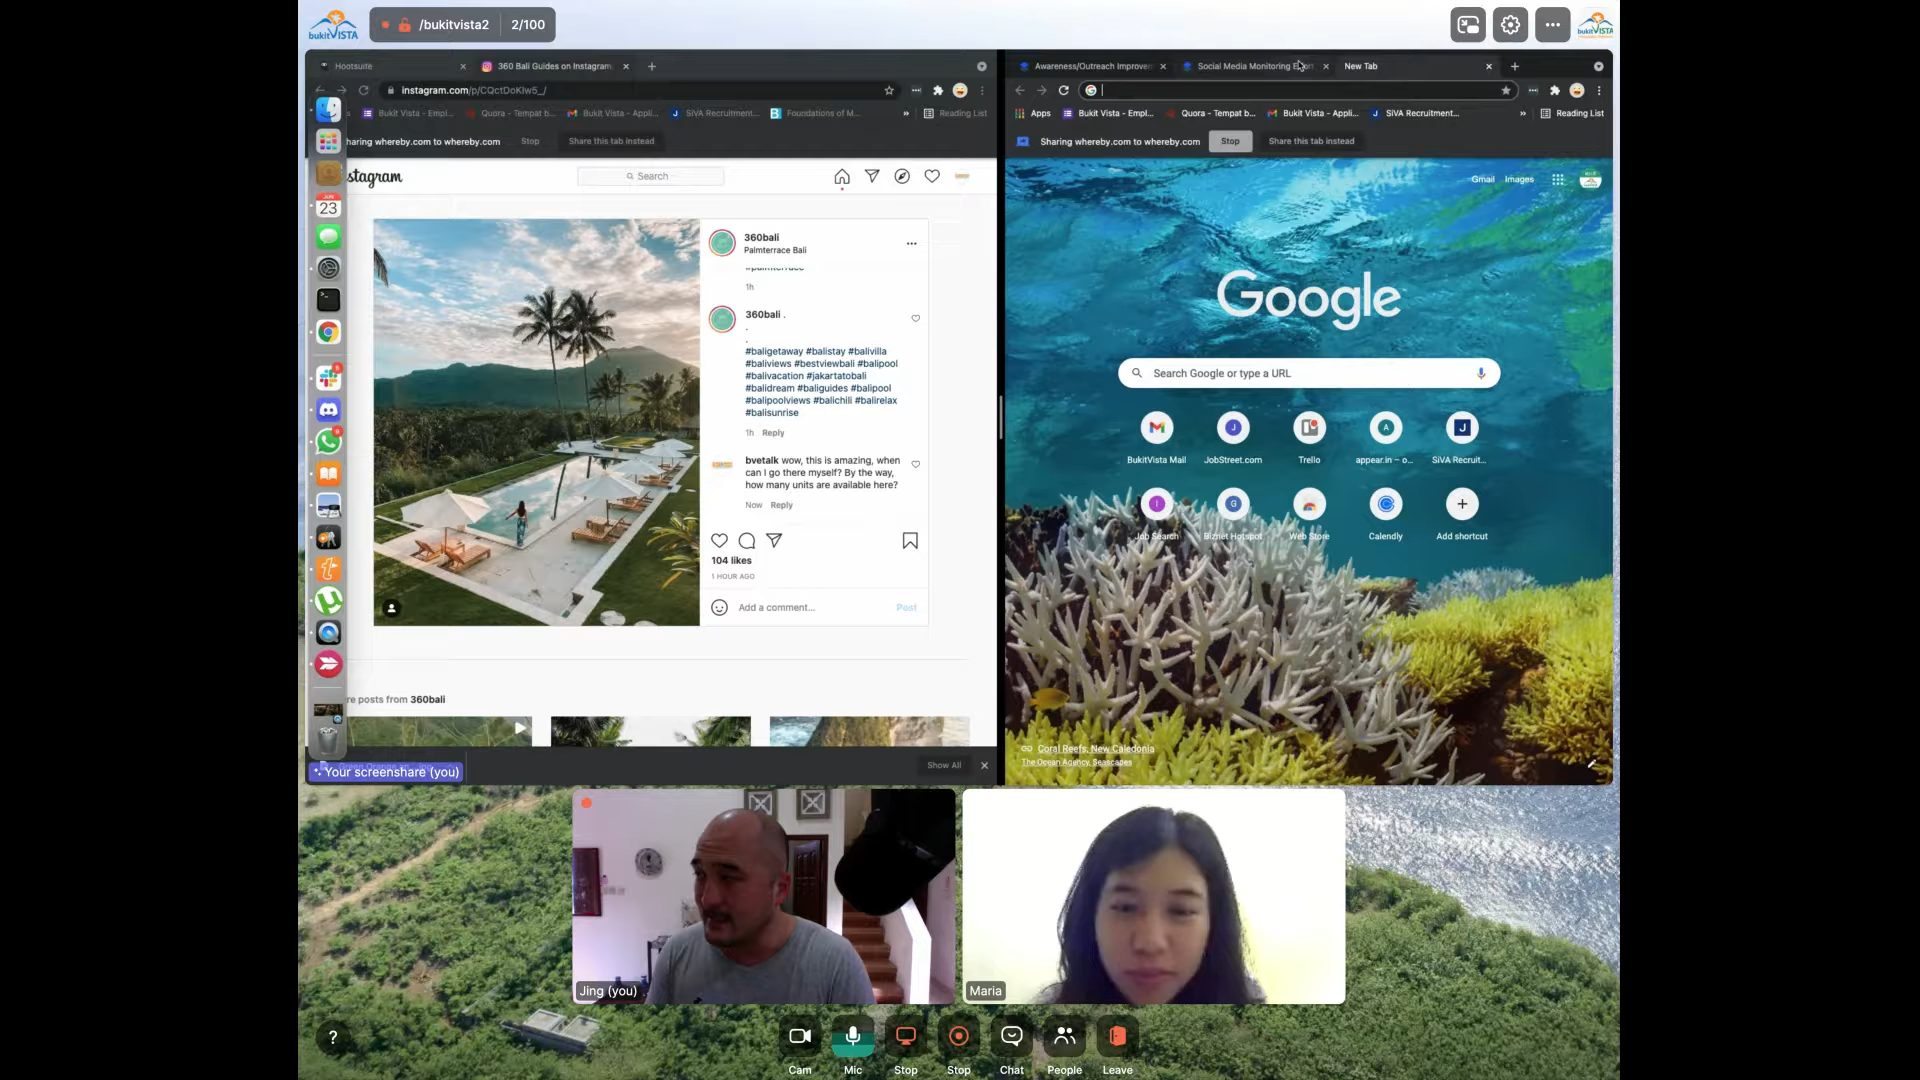 bukitVISTA
/bukitvista2
2/100
bukitVISTA
Hootsuite
360 Bali Guides on Instagram
instagram.com/p/CQctDoKlw5_/
Bukit Vista - Empl...
Quora - Tempat b...
Bukit Vista - Appli...
SiVA Recruitment...
Foundations of M...
Reading List
haring whereby.com to whereby.com
Stop
Share this tab instead
stagram
Search
JUN
23
360bali
Palmterrace Bali
#palmterrace
1h
360bali .
.
.
#baligetaway #balistay #balivilla
#baliviews #bestviewbali #balipool
#balivacation #jakartatobali
#balidream #baliguides #balipool
#balipoolviews #balichili #balirelax
#balisunrise
1h Reply
bvetalk wow, this is amazing, when
can I go there myself? By the way,
how many units are available here?
Now Reply
104 likes
1 HOUR AGO
Add a comment...
Post
re posts from 360bali
Show All
Your screenshare (you)
Awareness/Outreach Improve
Social Media Monitoring
New Tab
Apps
Bukit Vista - Empl...
Quora - Tempat b...
Bukit Vista - Appli...
SiVA Recruitment...
Reading List
Sharing whereby.com to whereby.com
Stop
Share this tab instead
Gmail
Images
Google
Search Google or type a URL
BukitVista Mail
JobStreet.com
Trello
appear.in – o...
SiVA Recruit...
Job Search
Biznet Hotspot
Web Store
Calendly
Add shortcut
Coral Reefs, New Caledonia
The Ocean Agency, Seascapes
Jing (you)
Maria
?
Cam
Mic
Stop
Stop
Chat
People
Leave